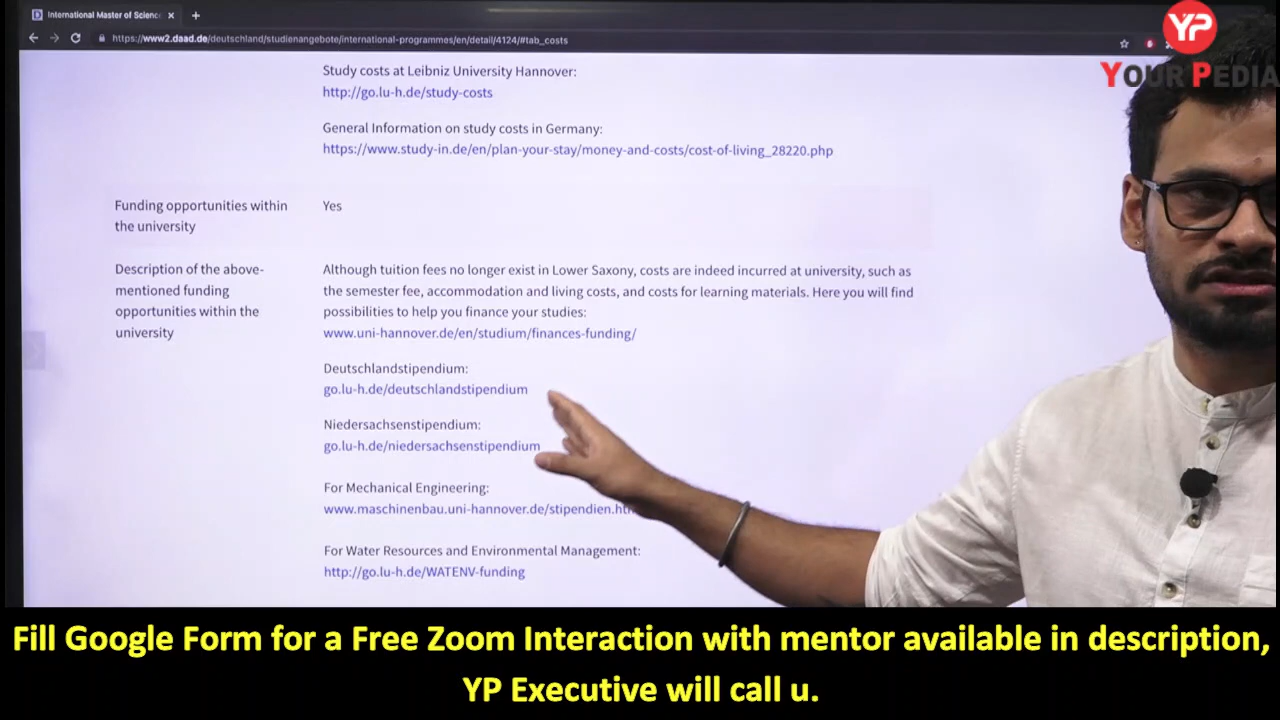 International Master of Scienc
https://www2.daad.de/deutschland/studienangebote/international-programmes/en/detail/4124/#tab_costs
YP
YOUR PEDIA
Study costs at Leibniz University Hannover:
http://go.lu-h.de/study-costs
General Information on study costs in Germany:
https://www.study-in.de/en/plan-your-stay/money-and-costs/cost-of-living_28220.php
Funding opportunities within
the university
Yes
Description of the above-
mentioned funding
opportunities within the
university
Although tuition fees no longer exist in Lower Saxony, costs are indeed incurred at university, such as
the semester fee, accommodation and living costs, and costs for learning materials. Here you will find
possibilities to help you finance your studies:
www.uni-hannover.de/en/studium/finances-funding/
Deutschlandstipendium:
go.lu-h.de/deutschlandstipendium
Niedersachsenstipendium:
go.lu-h.de/niedersachsenstipendium
For Mechanical Engineering:
www.maschinenbau.uni-hannover.de/stipendien.ht
For Water Resources and Environmental Management:
http://go.lu-h.de/WATENV-funding
Fill Google Form for a Free Zoom Interaction with mentor available in description,
YP Executive will call u.